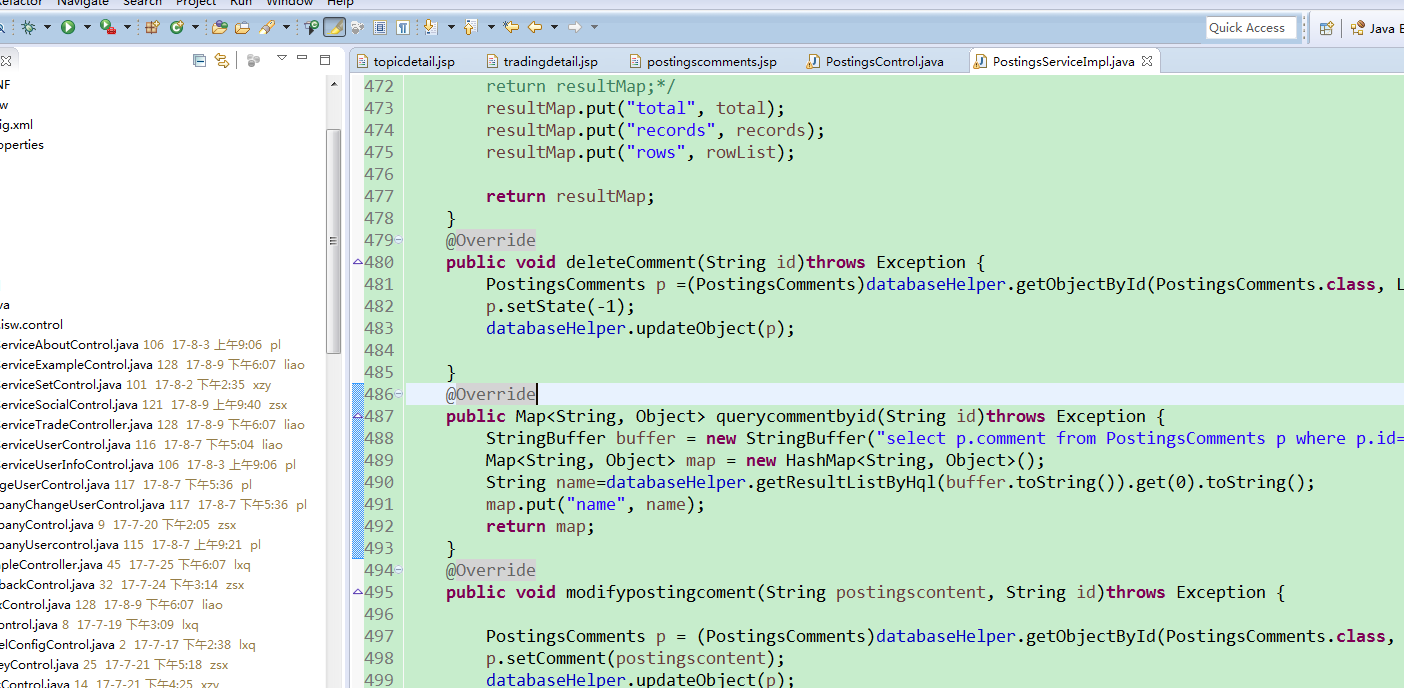 Refactor Navigate Search Project Run Window Help
Quick Access
Java E
topicdetail.jsp
tradingdetail.jsp
postingscomments.jsp
PostingsControl.java
PostingsServiceImpl.java
NF
w
ig.xml
operties
va
.isw.control
erviceAboutControl.java 106 17-8-3 上午9:06 pl
erviceExampleControl.java 128 17-8-9 下午6:07 liao
erviceSetControl.java 101 17-8-2 下午2:35 xzy
erviceSocialControl.java 121 17-8-9 上午9:40 zsx
erviceTradeController.java 128 17-8-9 下午6:07 liao
erviceUserControl.java 116 17-8-7 下午5:04 liao
erviceUserInfoControl.java 106 17-8-3 上午9:06 pl
geUserControl.java 117 17-8-7 下午5:36 pl
panyChangeUserControl.java 117 17-8-7 下午5:36 pl
panyControl.java 9 17-7-20 下午2:05 zsx
panyUsercontrol.java 115 17-8-7 上午9:21 pl
pleController.java 45 17-7-25 下午6:07 lxq
backControl.java 32 17-7-24 下午3:14 zsx
xControl.java 128 17-8-9 下午6:07 liao
ontrol.java 8 17-7-19 下午3:09 lxq
elConfigControl.java 2 17-7-17 下午2:38 lxq
eyControl.java 25 17-7-21 下午5:18 zsx
tControl.java 14 17-7-21 下午4:25 xzy
472 return resultMap;*/
473 resultMap.put("total", total);
474 resultMap.put("records", records);
475 resultMap.put("rows", rowList);
476
477 return resultMap;
478 }
479 @Override
480 public void deleteComment(String id)throws Exception {
481 PostingsComments p =(PostingsComments)databaseHelper.getObjectById(PostingsComments.class, L
482 p.setState(-1);
483 databaseHelper.updateObject(p);
484
485 }
486 @Override
487 public Map<String, Object> querycommentbyid(String id)throws Exception {
488 StringBuffer buffer = new StringBuffer("select p.comment from PostingsComments p where p.id=
489 Map<String, Object> map = new HashMap<String, Object>();
490 String name=databaseHelper.getResultListByHql(buffer.toString()).get(0).toString();
491 map.put("name", name);
492 return map;
493 }
494 @Override
495 public void modifypostingcoment(String postingscontent, String id)throws Exception {
496
497 PostingsComments p = (PostingsComments)databaseHelper.getObjectById(PostingsComments.class,
498 p.setComment(postingscontent);
499 databaseHelper.updateObject(p);